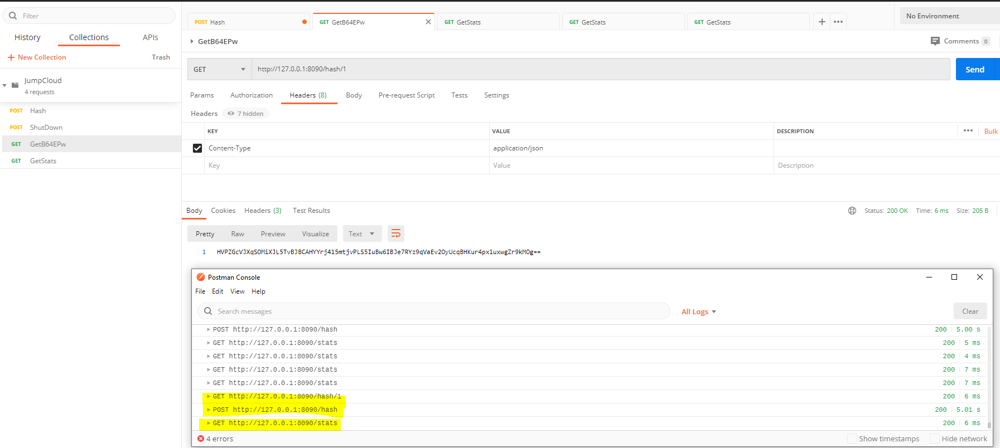 Filter
History Collections APIs
+ New Collection Trash
JumpCloud
4 requests
POST Hash
POST ShutDown
GET GetB64EPw
GET GetStats
POST Hash GET GetB64EPw GET GetStats GET GetStats GET GetStats
No Environment
GetB64EPw
Comments 0
GET http://127.0.0.1:8090/hash/1 Send
Params Authorization Headers (8) Body Pre-request Script Tests Settings
Headers 7 hidden
KEY VALUE DESCRIPTION Bulk
Content-Type application/json
Key Value Description
Body Cookies Headers (3) Test Results Status: 200 OK Time: 6 ms Size: 205 B
Pretty Raw Preview Visualize Text
1 HVPZGcVJXqSOMiXJL5TvBJBCAHYYrj415mtjvPLS5IuBw6IBJe7RYz9qVaEv2OyUcqBHKur4px1uxwgZr9kMOg==
Postman Console
File Edit View Help
Search messages All Logs Clear
POST http://127.0.0.1:8090/hash 200 5.00 s
GET http://127.0.0.1:8090/stats 200 5 ms
GET http://127.0.0.1:8090/stats 200 4 ms
GET http://127.0.0.1:8090/stats 200 7 ms
GET http://127.0.0.1:8090/stats 200 7 ms
GET http://127.0.0.1:8090/hash/1 200 6 ms
POST http://127.0.0.1:8090/hash 200 5.01 s
GET http://127.0.0.1:8090/stats 200 6 ms
4 errors Show timestamps Hide network